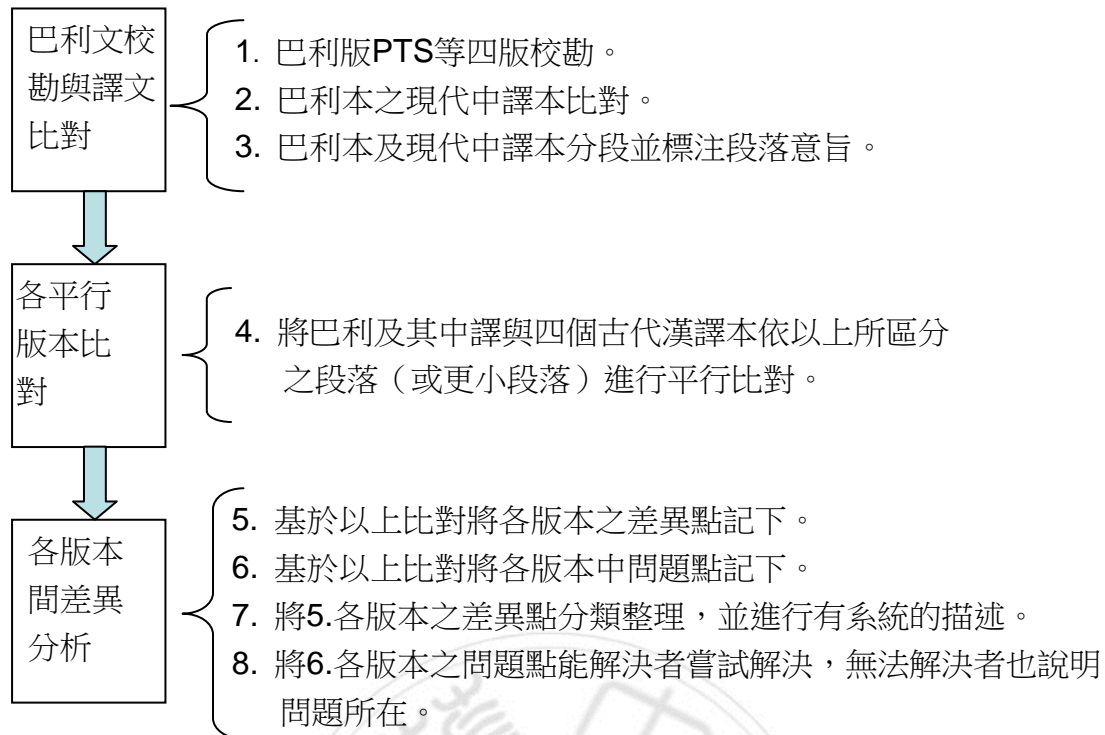 巴利文校
勘與譯文
比對
1. 巴利版PTS等四版校勘。
2. 巴利本之現代中譯本比對。
3. 巴利本及現代中譯本分段並標注段落意旨。
各平行
版本比
對
4. 將巴利及其中譯與四個古代漢譯本依以上所區分
之段落（或更小段落）進行平行比對。
各版本
間差異
分析
5. 基於以上比對將各版本之差異點記下。
6. 基於以上比對將各版本中問題點記下。
7. 將5.各版本之差異點分類整理，並進行有系統的描述。
8. 將6.各版本之問題點能解決者嘗試解決，無法解決者也說明
問題所在。